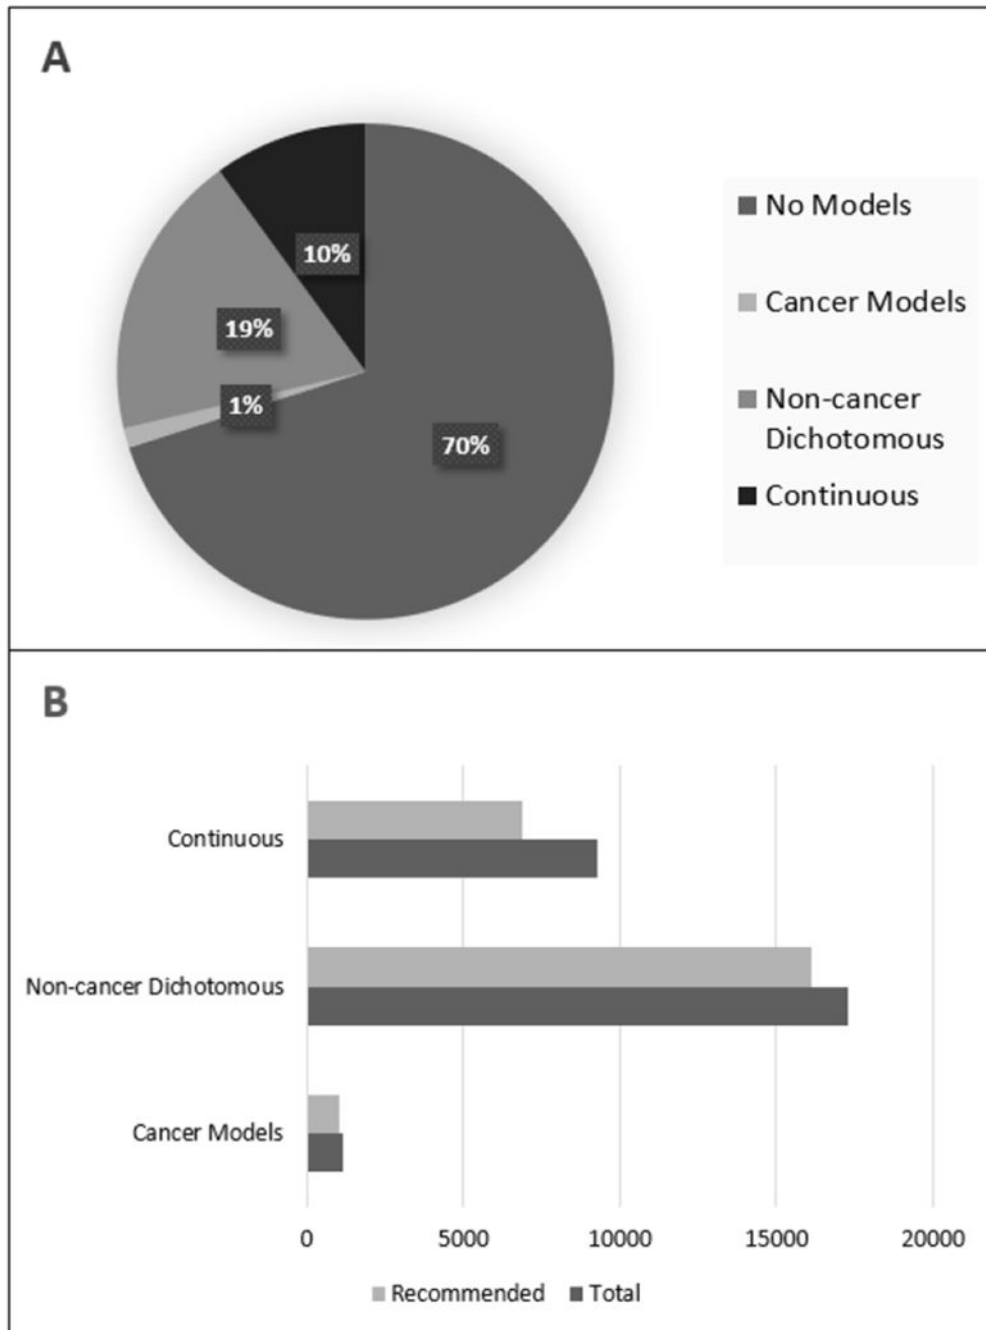 A
10%
19%
1%
70%
No Models
Cancer Models
Non-cancer
Dichotomous
Continuous
B
Continuous
Non-cancer Dichotomous
Cancer Models
0 5000 10000 15000 20000
Recommended Total